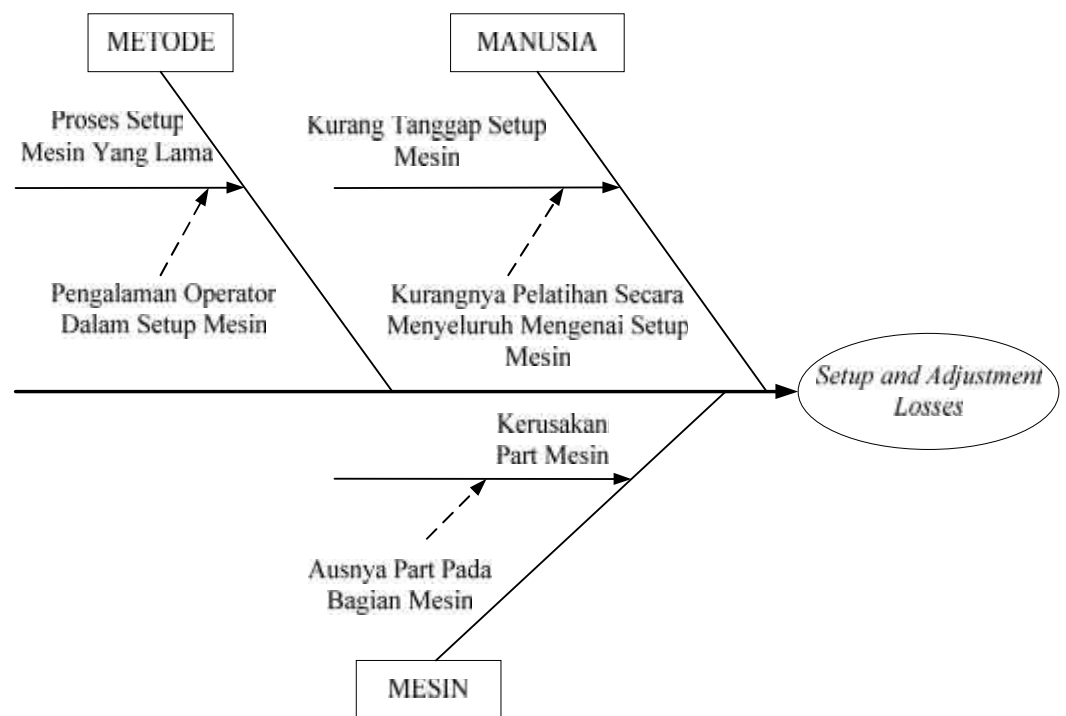 METODE
MANUSIA
Proses Setup
Mesin Yang Lama
Kurang Tanggap Setup
Mesin
Pengalaman Operator
Dalam Setup Mesin
Kurangnya Pelatihan Secara
Menyeluruh Mengenai Setup
Mesin
Setup and Adjustment
Losses
Kerusakan
Part Mesin
Ausnya Part Pada
Bagian Mesin
MESIN